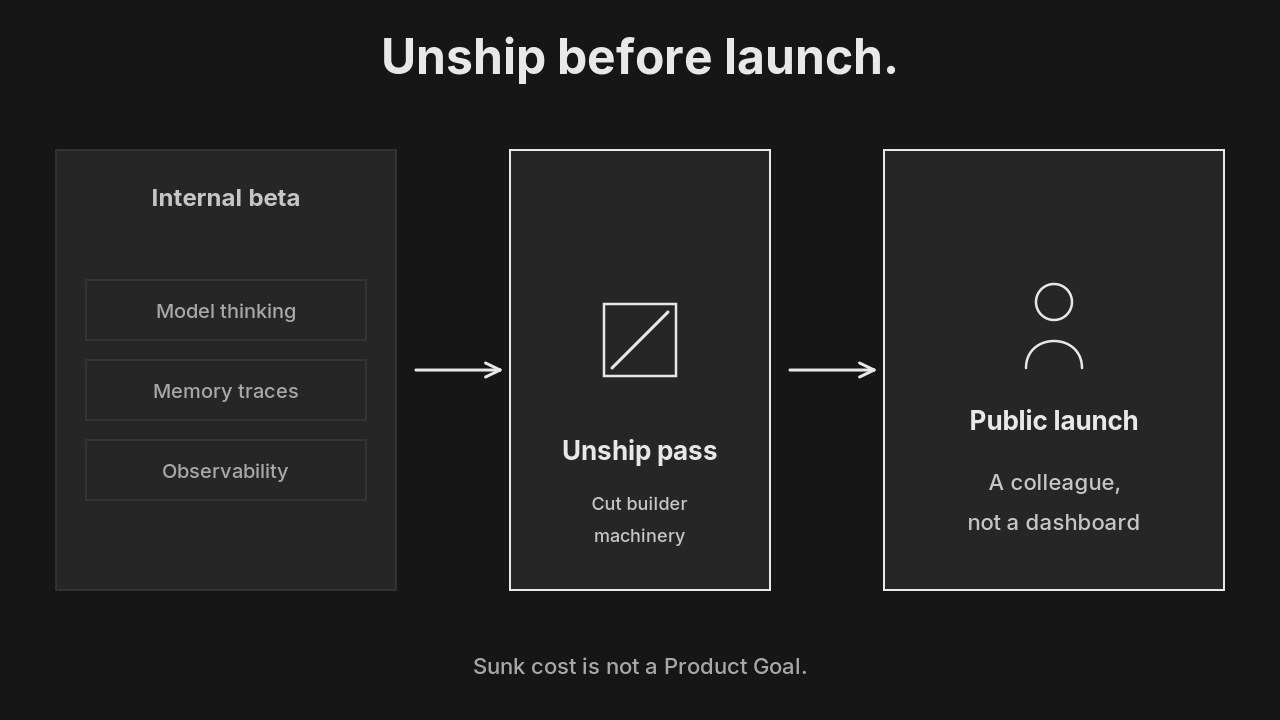 Unship before launch.
Internal beta
Model thinking
Memory traces
Observability
Unship pass
Cut builder
machinery
Public launch
A colleague,
not a dashboard
Sunk cost is not a Product Goal.